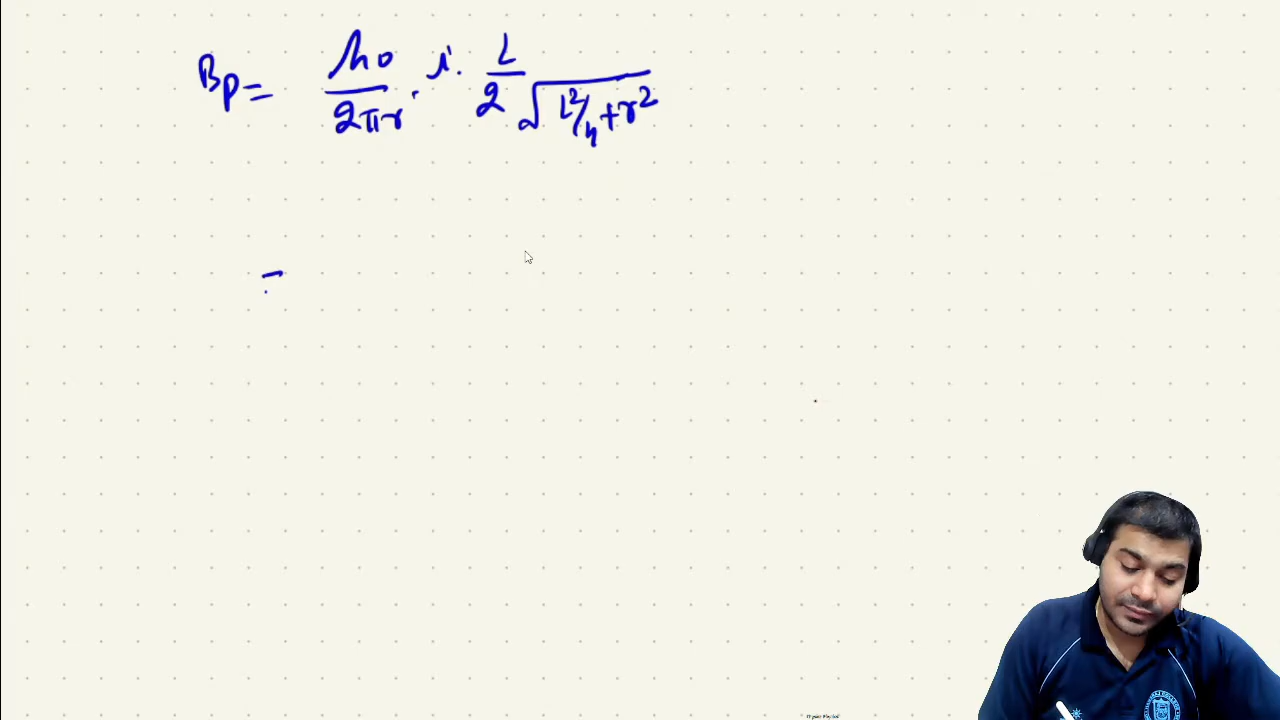 Bp = μ0/2πr · i · L/2√(L²/4 + r²)
=